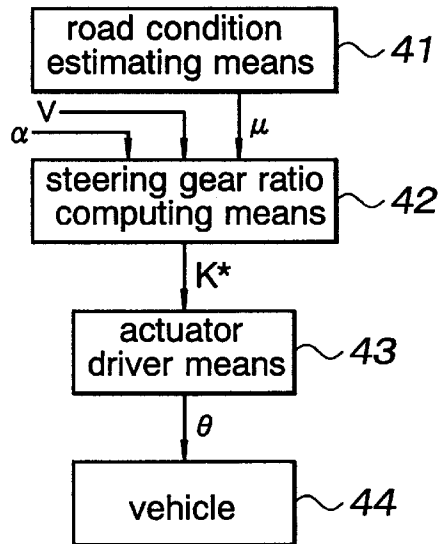 road condition
estimating means
41
V
α
μ
steering gear ratio
computing means
42
K*
actuator
driver means
43
θ
vehicle
44